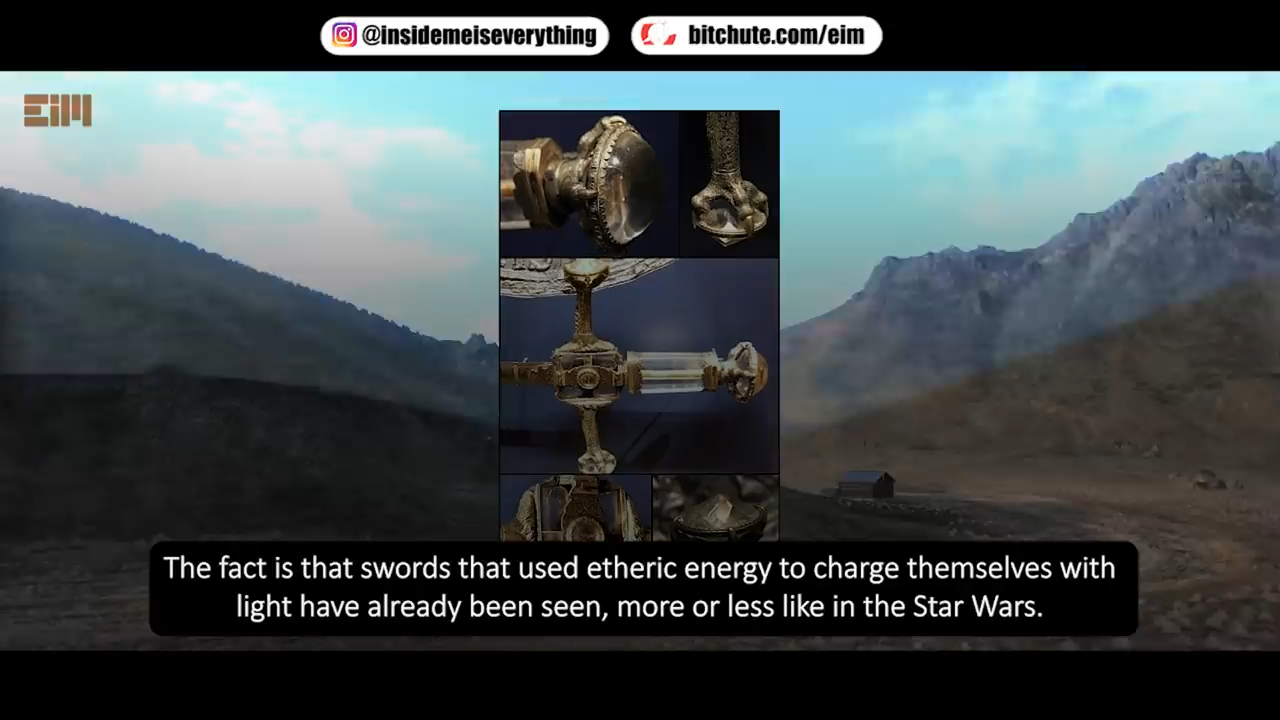 @insidemeiseverything
bitchute.com/eim
EiM
The fact is that swords that used etheric energy to charge themselves with
light have already been seen, more or less like in the Star Wars.